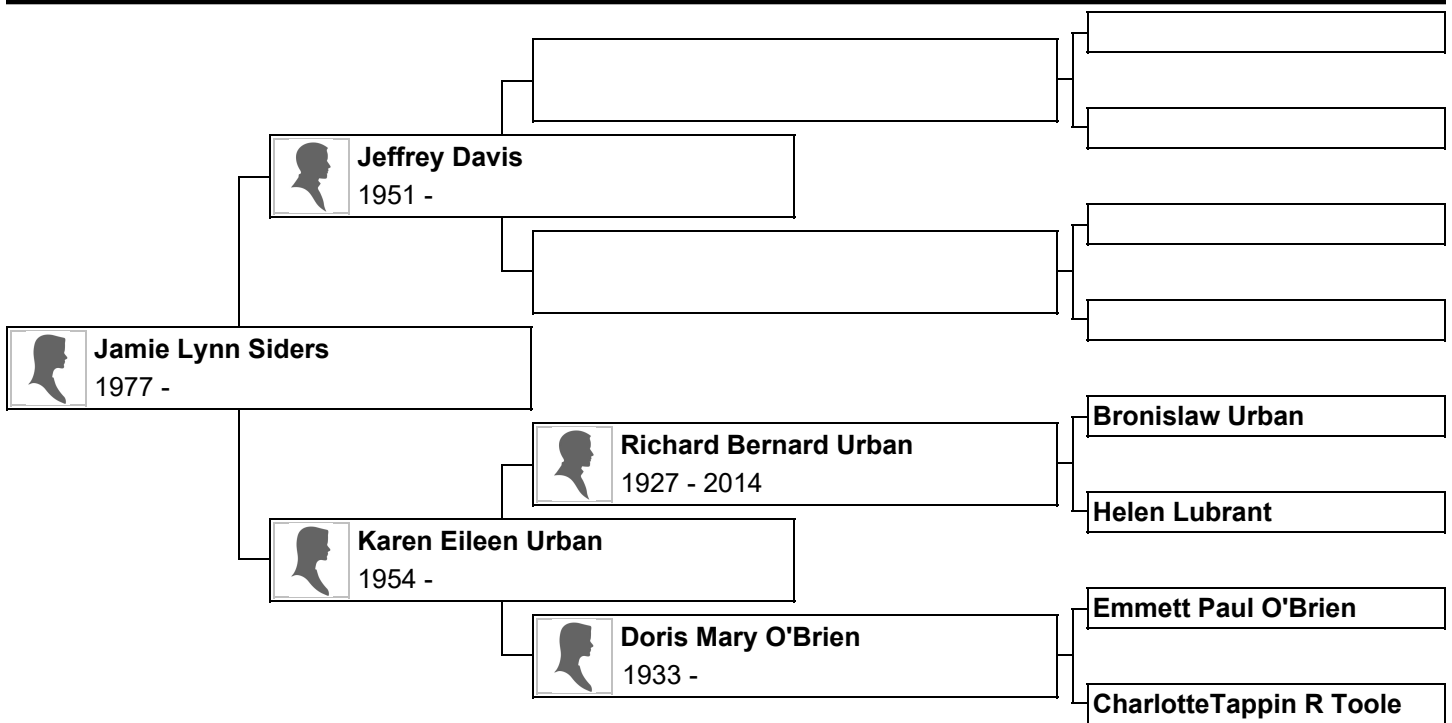 Jeffrey Davis
1951 -
Jamie Lynn Siders
1977 -
Bronislaw Urban
Richard Bernard Urban
1927 - 2014
Helen Lubrant
Karen Eileen Urban
1954 -
Emmett Paul O'Brien
Doris Mary O'Brien
1933 -
CharlotteTappin R Toole